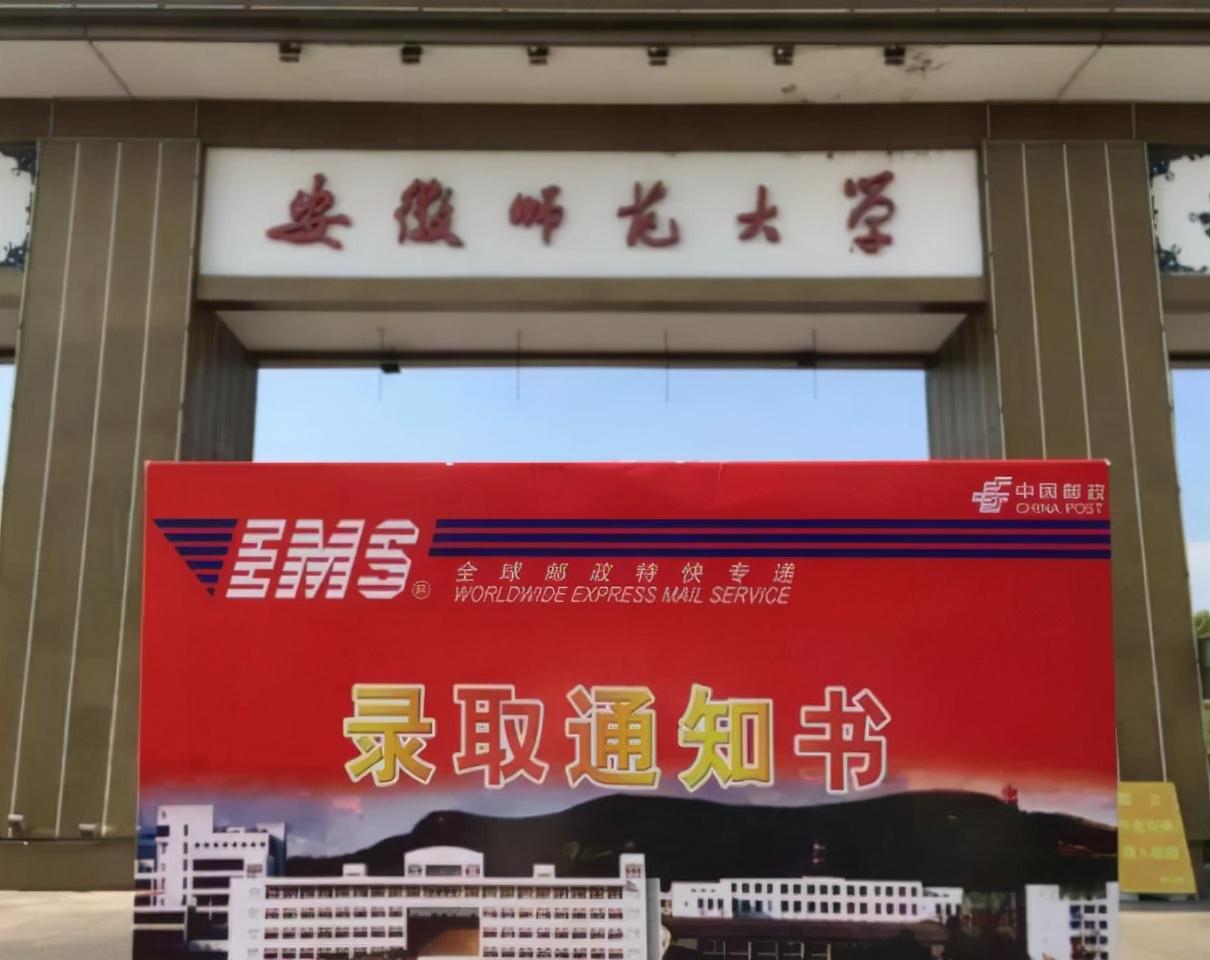 安徽师范大学
中国邮政
CHINA POST
EMS
全球邮政特快专递
WORLDWIDE EXPRESS MAIL SERVICE
录取通知书